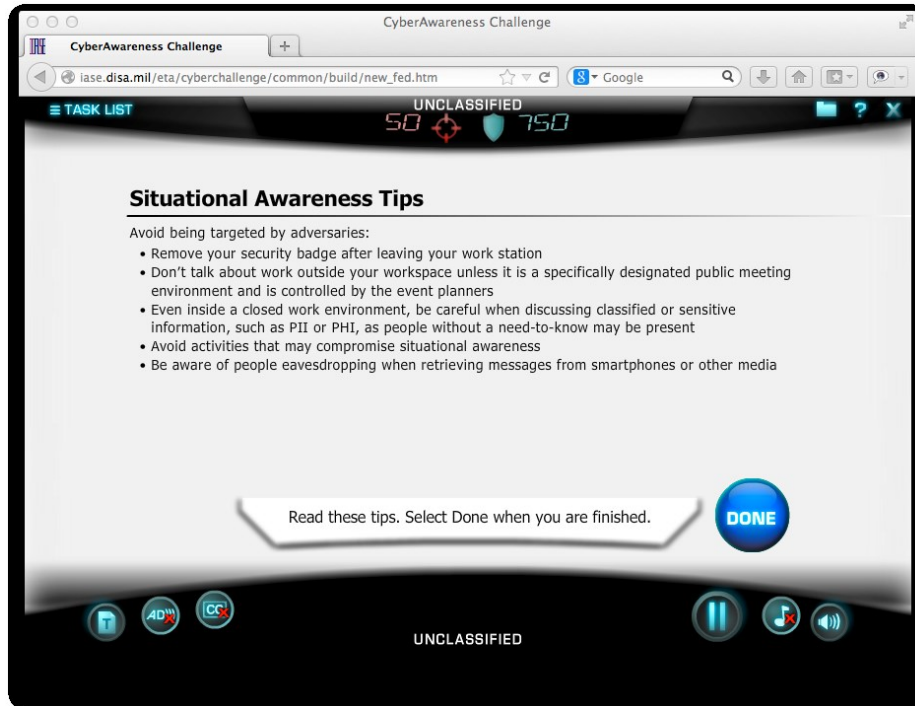 CyberAwareness Challenge
CyberAwareness Challenge
iase.disa.mil/eta/cyberchallenge/common/build/new_fed.htm
Google
TASK LIST
UNCLASSIFIED
? X
50 750
Situational Awareness Tips
Avoid being targeted by adversaries:
• Remove your security badge after leaving your work station
• Don't talk about work outside your workspace unless it is a specifically designated public meeting
environment and is controlled by the event planners
• Even inside a closed work environment, be careful when discussing classified or sensitive
information, such as PII or PHI, as people without a need-to-know may be present
• Avoid activities that may compromise situational awareness
• Be aware of people eavesdropping when retrieving messages from smartphones or other media
Read these tips. Select Done when you are finished.
DONE
T
AD
CC
UNCLASSIFIED